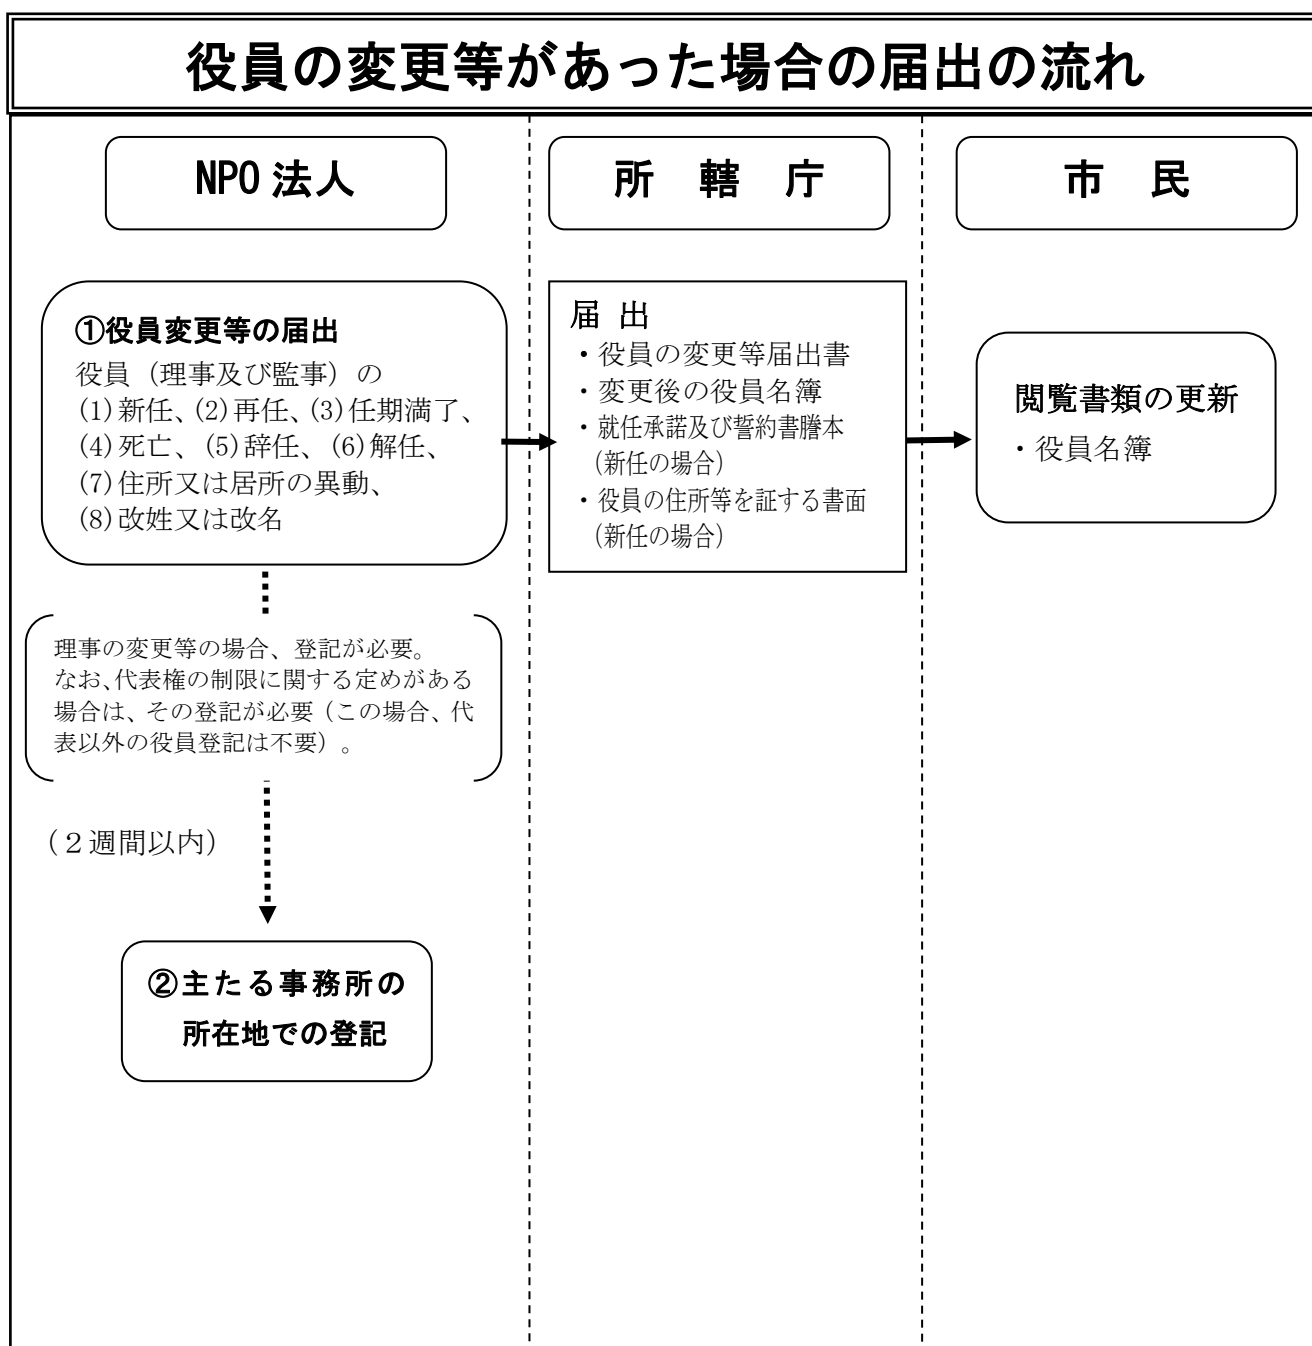 役員の変更等があった場合の届出の流れ
NPO 法人
所 轄 庁
市 民
①役員変更等の届出
役員（理事及び監事）の
(1)新任、(2)再任、(3)任期満了、
(4)死亡、(5)辞任、(6)解任、
(7)住所又は居所の異動、
(8)改姓又は改名
届 出
・役員の変更等届出書
・変更後の役員名簿
・就任承諾及び誓約書謄本
（新任の場合）
・役員の住所等を証する書面
（新任の場合）
閲覧書類の更新
・役員名簿
理事の変更等の場合、登記が必要。
なお、代表権の制限に関する定めがある
場合は、その登記が必要（この場合、代
表以外の役員登記は不要）。
（２週間以内）
②主たる事務所の
所在地での登記